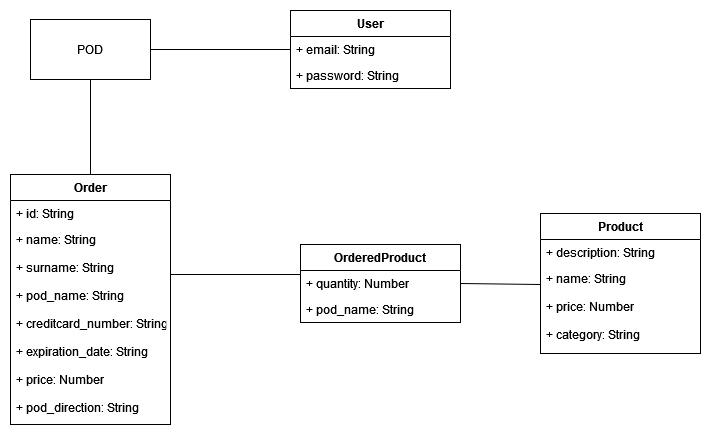 POD
User
+ email: String
+ password: String
Order
+ id: String
+ name: String
+ surname: String
+ pod_name: String
+ creditcard_number: String
+ expiration_date: String
+ price: Number
+ pod_direction: String
OrderedProduct
+ quantity: Number
+ pod_name: String
Product
+ description: String
+ name: String
+ price: Number
+ category: String